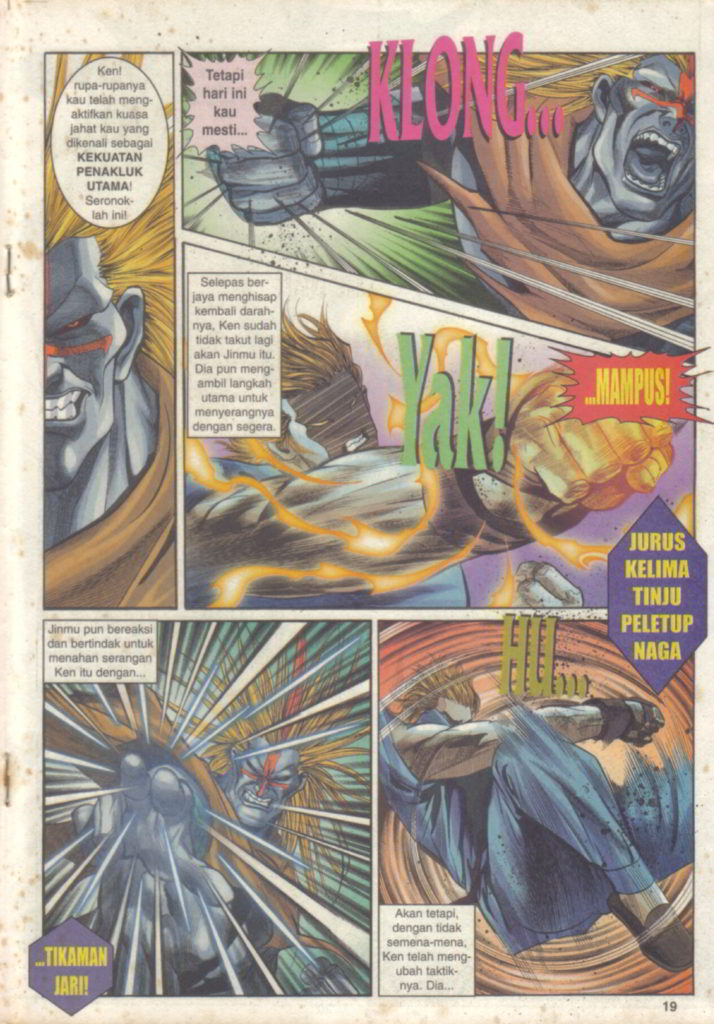 Ken!
rupa-rupanya
kau telah meng-
aktifkan kuasa
jahat kau yang
dikenali sebagai
KEKUATAN
PENAKLUK
UTAMA!
Seronok-
lah ini!
Tetapi
hari ini
kau
mesti...
KLONG...
Selepas ber-
jaya menghisap
kembali darah-
nya, Ken sudah
tidak takut lagi
akan Jinmu itu.
Dia pun meng-
ambil langkah
utama untuk
menyerangnya
dengan segera.
Yak!
...MAMPUS!
JURUS
KELIMA
TINJU
PELETUP
NAGA
Jinmu pun bereaksi
dan bertindak untuk
menahan serangan
Ken itu dengan...
...TIKAMAN
JARI!
HU...
Akan tetapi,
dengan tidak
semena-mena,
Ken telah meng-
ubah taktik-
nya. Dia...
19